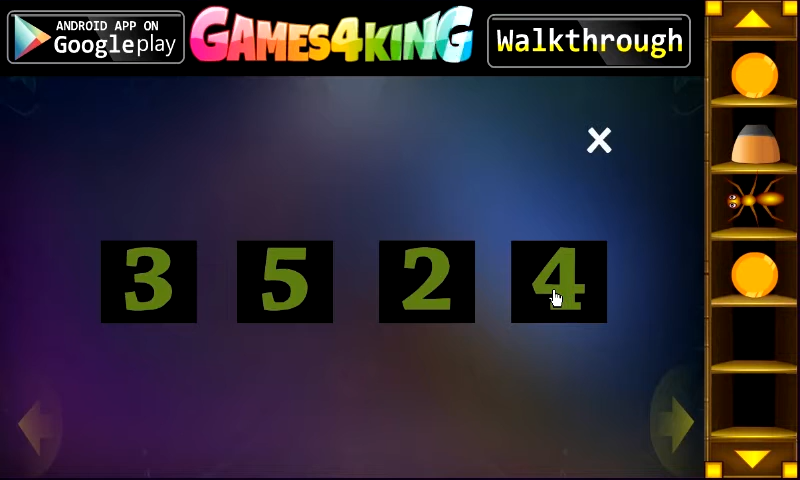 ANDROID APP ON
Google play
GAMES4KING
Walkthrough
3 5 2 4